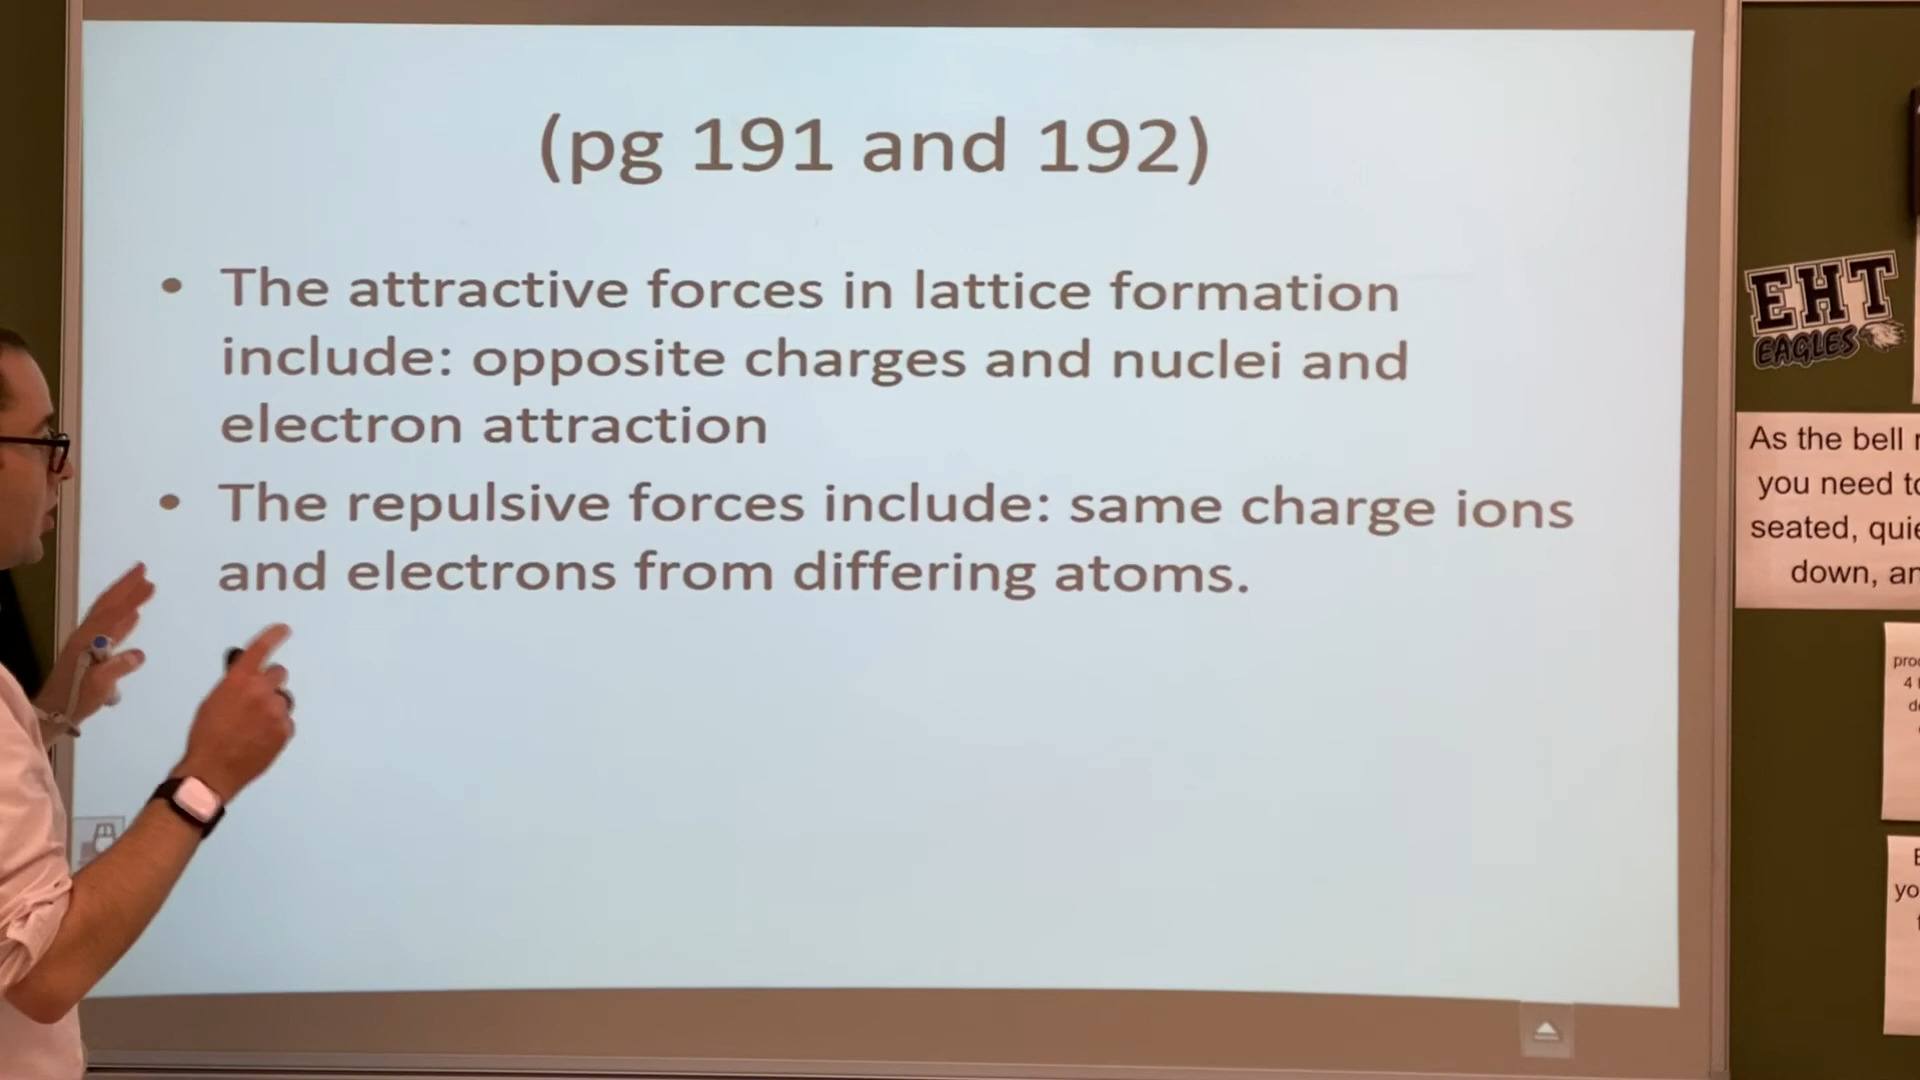 (pg 191 and 192)
• The attractive forces in lattice formation
include: opposite charges and nuclei and
electron attraction
• The repulsive forces include: same charge ions
and electrons from differing atoms.
EHT
EAGLES
As the bell
you need
seated,
down,
4